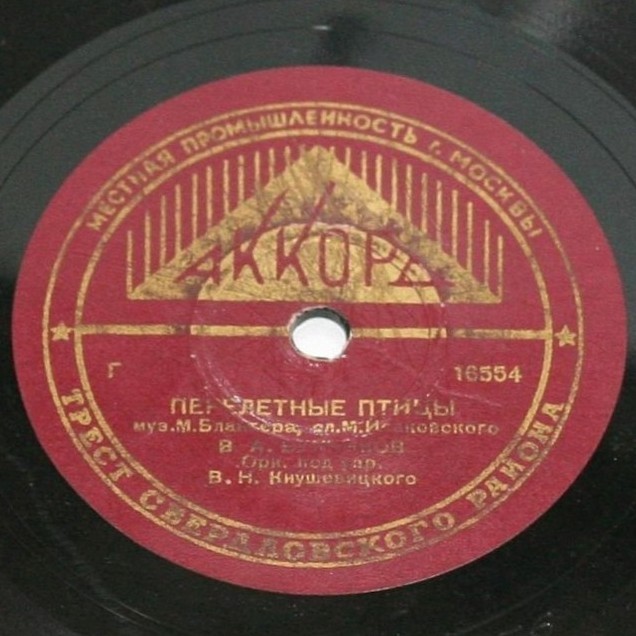 МЕСТНАЯ ПРОМЫШЛЕННОСТЬ г. МОСКВЫ
АККОРД
Г 16554
ПЕРЕЛЕТНЫЕ ПТИЦЫ
муз. М. Блантера, сл. М. Исаковского
В. А. 
Орк. под упр.
В. Н. Кнушевицкого
ТРЕСТ СВЕРДЛОВСКОГО РАЙОНА